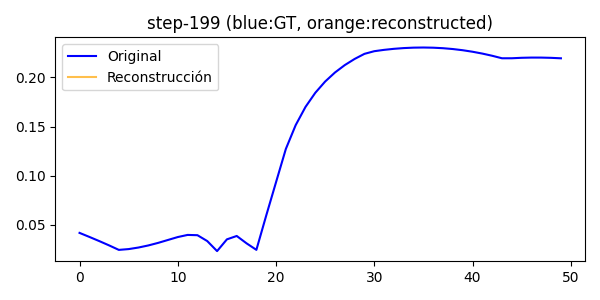 step-199 (blue:GT, orange:reconstructed)
Original
Reconstrucción
0.20
0.15
0.10
0.05
0 10 20 30 40 50